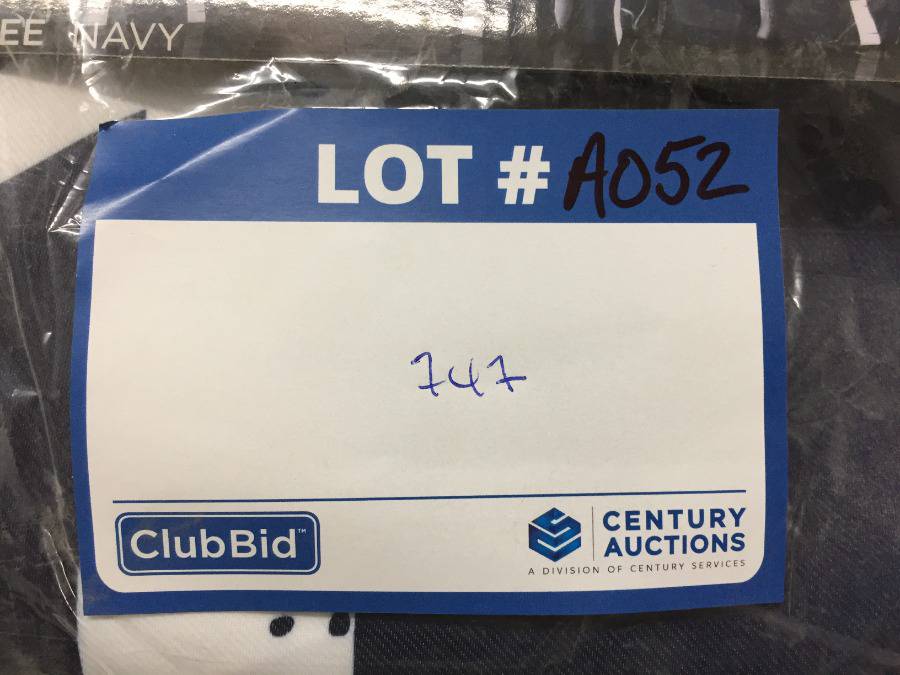 EE NAVY
LOT # A052
747
ClubBid™
CENTURY
AUCTIONS
A DIVISION OF CENTURY SERVICES